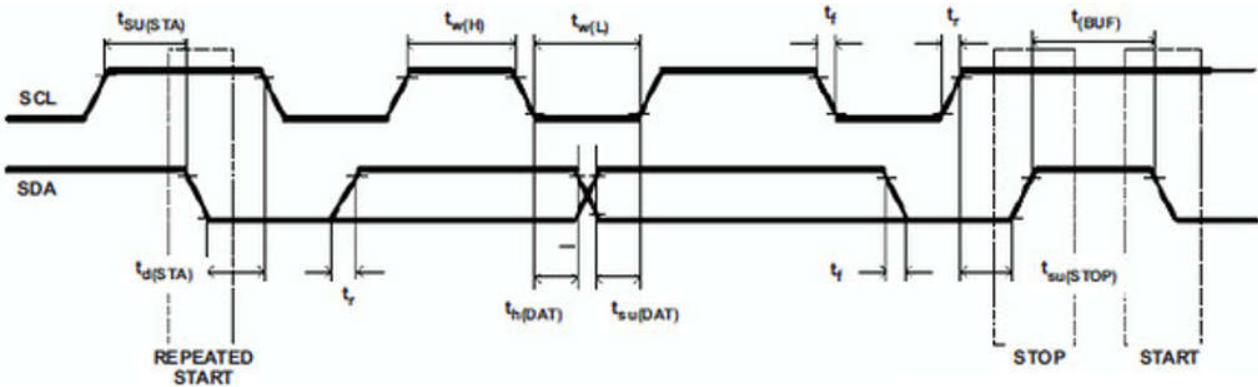 tSU(STA)
tw(H)
tw(L)
tf
tr
t(BUF)
SCL
SDA
td(STA)
tr
th(DAT)
tsu(DAT)
tf
tsu(STOP)
REPEATED
START
STOP
START